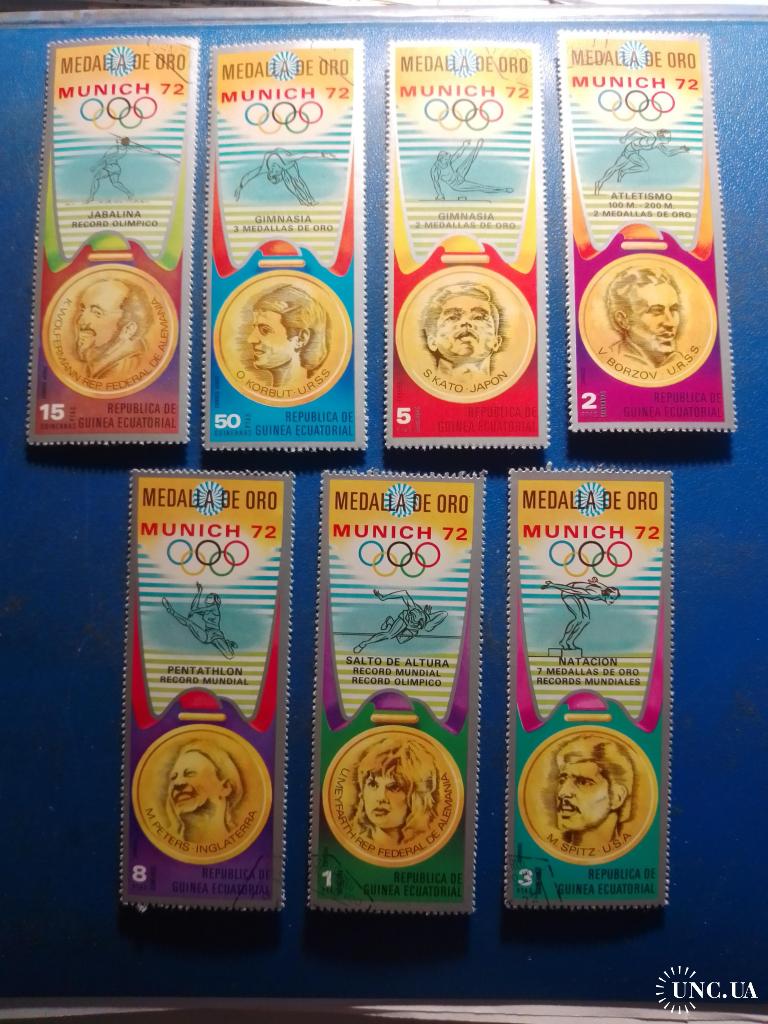 MEDALLA DE ORO
MUNICH 72
JABALINA
RECORD OLIMPICO
K.WOLFERMANN.REP.FEDERAL DE ALEMANIA
15
REPUBLICA DE
GUINEA ECUATORIAL
MEDALLA DE ORO
MUNICH 72
GIMNASIA
3 MEDALLAS DE ORO
O KORBUT·U.R.S.S
50
REPUBLICA DE
GUINEA ECUATORIAL
MEDALLA DE ORO
MUNICH 72
GIMNASIA
2 MEDALLAS DE ORO
S.KATO·JAPON
5
REPUBLICA DE
GUINEA ECUATORIAL
MEDALLA DE ORO
MUNICH 72
ATLETISMO
100 M. - 200 M.
2 MEDALLAS DE ORO
V. BORZOV·U.R.S.S
2
REPUBLICA DE
GUINEA ECUATORIAL
MEDALLA DE ORO
MUNICH 72
PENTATHLON
RECORD MUNDIAL
M.PETERS·INGLATERRA
8
REPUBLICA DE
GUINEA ECUATORIAL
MEDALLA DE ORO
MUNICH 72
SALTO DE ALTURA
RECORD MUNDIAL
RECORD OLIMPICO
U.MEYFARTH REP. FEDERAL DE ALEMANIA
1
REPUBLICA DE
GUINEA ECUATORIAL
MEDALLA DE ORO
MUNICH 72
NATACION
7 MEDALLAS DE ORO
RECORDS MUNDIALES
M. SPITZ·U.S.A
3
REPUBLICA DE
GUINEA ECUATORIAL
UNC.UA